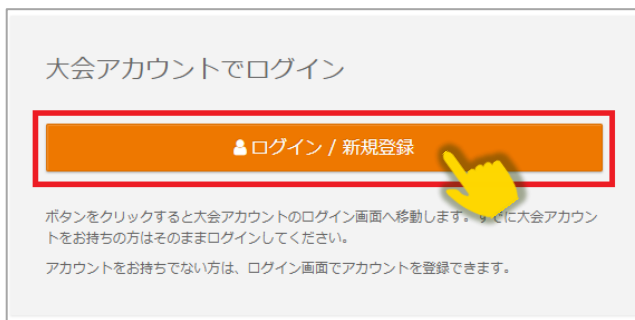 大会アカウントでログイン
ログイン / 新規登録
ボタンをクリックすると大会アカウントのログイン画面へ移動します。すでに大会アカウン
トをお持ちの方はそのままログインしてください。
アカウントをお持ちでない方は、ログイン画面でアカウントを登録できます。